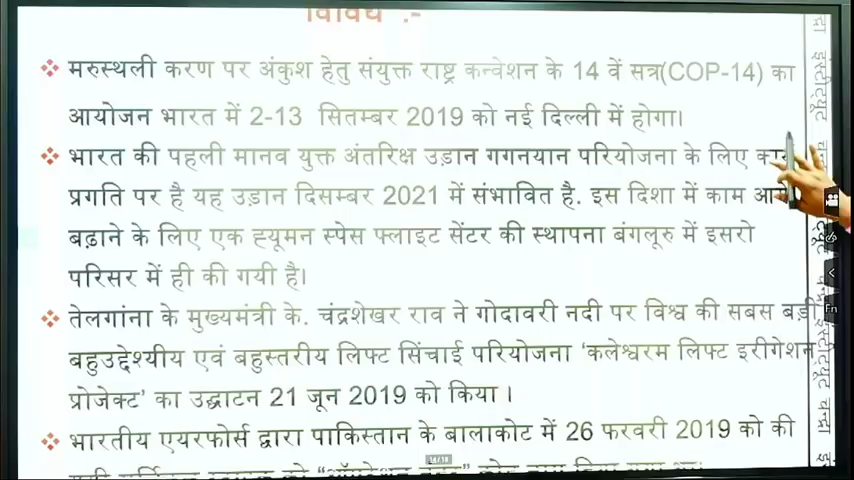 विविध :-
मरुस्थली करण पर अंकुश हेतु संयुक्त राष्ट्र कन्वेशन के 14 वें सत्र(COP-14) का
आयोजन भारत में 2-13 सितम्बर 2019 को नई दिल्ली में होगा।
भारत की पहली मानव युक्त अंतरिक्ष उड़ान गगनयान परियोजना के लिए
प्रगति पर है यह उड़ान दिसम्बर 2021 में संभावित है. इस दिशा में काम
बढ़ाने के लिए एक ह्यूमन स्पेस फ्लाइट सेंटर की स्थापना बंगलूरु में इसरो
परिसर में ही की गयी है।
तेलगांना के मुख्यमंत्री के. चंद्रशेखर राव ने गोदावरी नदी पर विश्व की सबस बड़ी
बहुउद्देश्यीय एवं बहुस्तरीय लिफ्ट सिंचाई परियोजना ‘कलेश्वरम लिफ्ट इरीगेशन
प्रोजेक्ट’ का उद्घाटन 21 जून 2019 को किया ।
भारतीय एयरफोर्स द्वारा पाकिस्तान के बालाकोट में 26 फरवरी 2019 को की